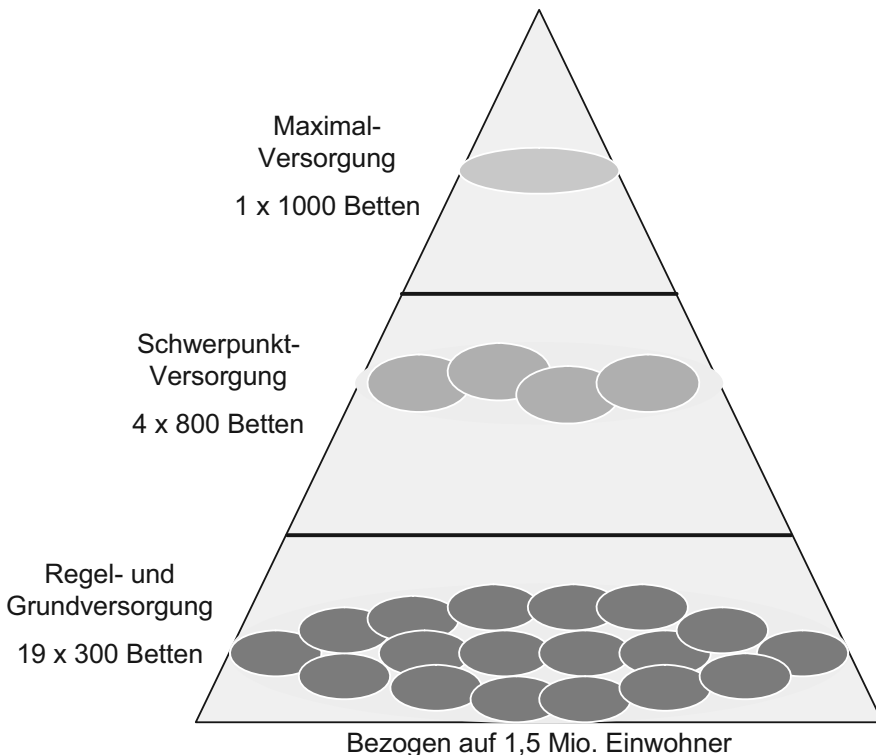 Maximal-
Versorgung
1 x 1000 Betten
Schwerpunkt-
Versorgung
4 x 800 Betten
Regel- und
Grundversorgung
19 x 300 Betten
Bezogen auf 1,5 Mio. Einwohner